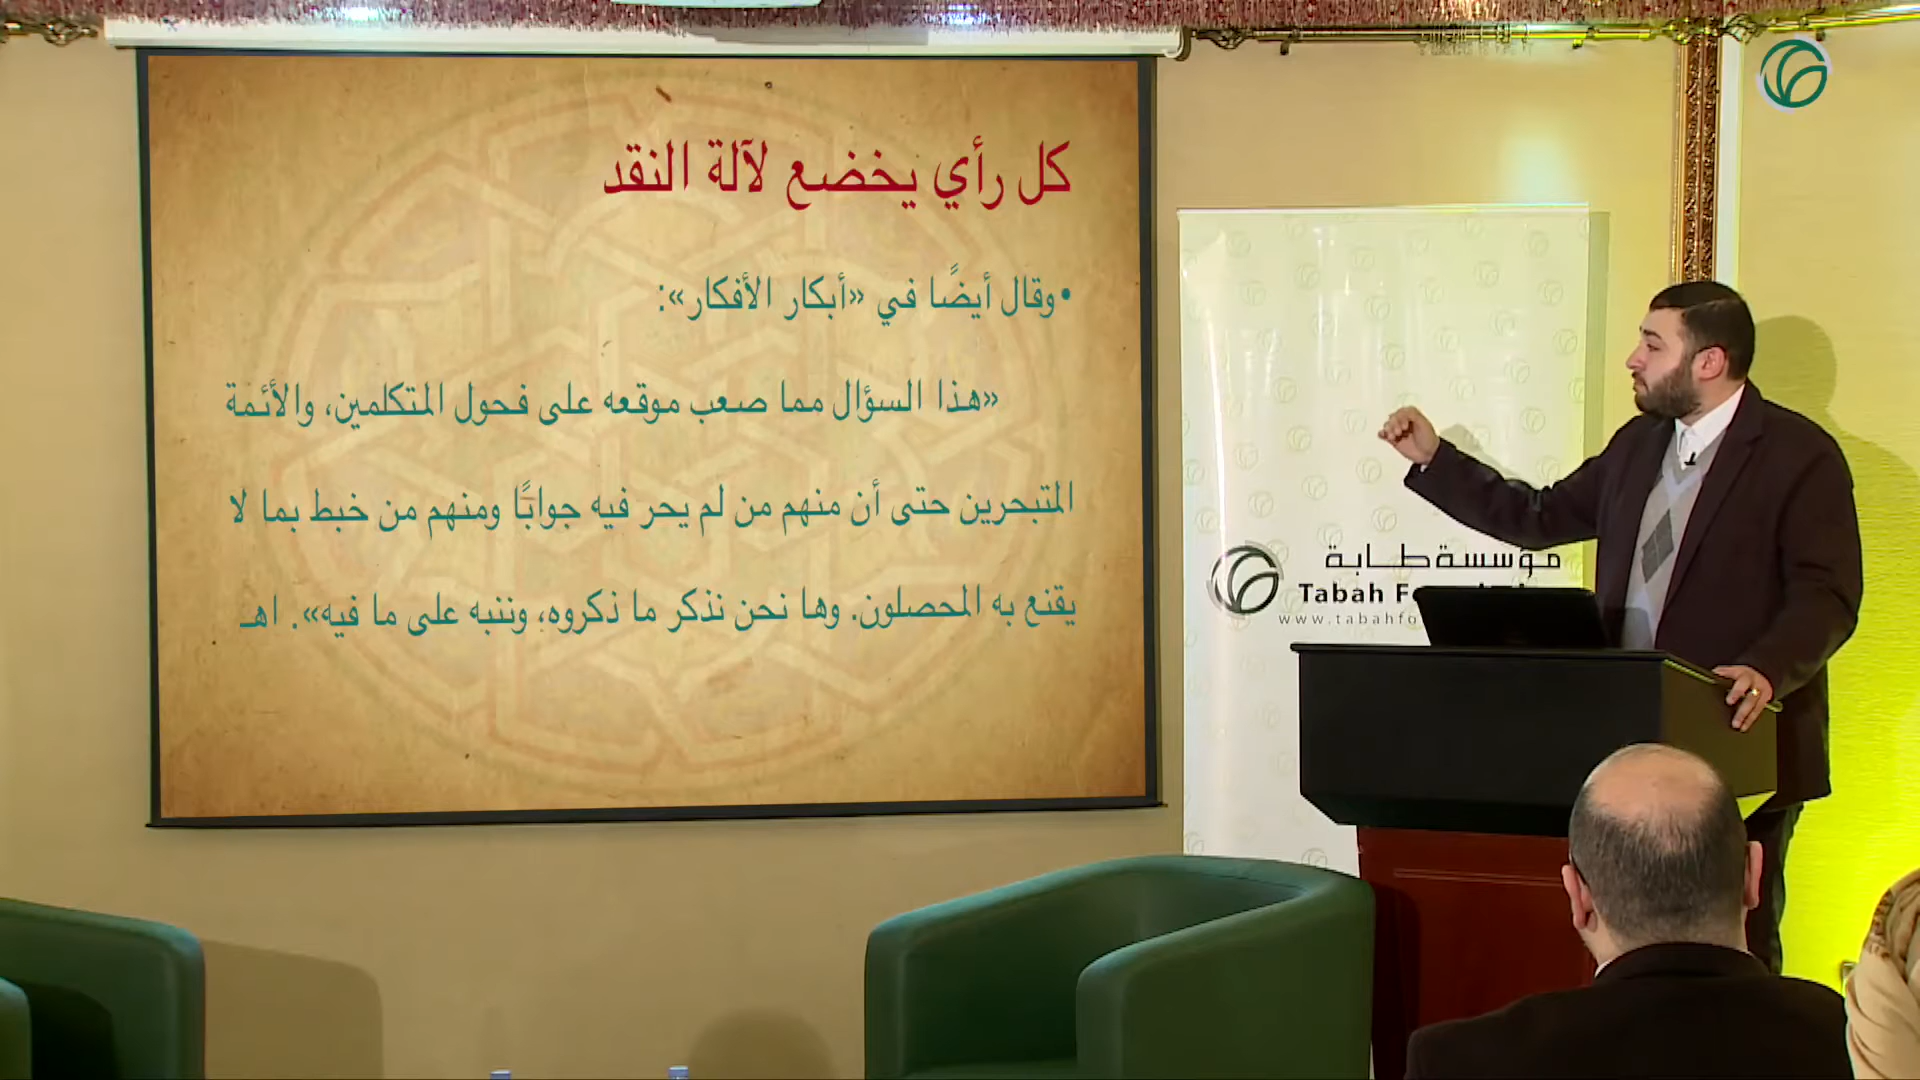 كل رأي يخضع لآلة النقد
•وقال أيضًا في «أبكار الأفكار»:
«هذا السؤال مما صعب موقعه على فحول المتكلمين، والأئمة
المتبحرين حتى أن منهم من لم يحر فيه جوابًا ومنهم من خبط بما لا
يقنع به المحصلون. وها نحن نذكر ما ذكروه، وننبه على ما فيه». اهـ
مؤسسة طابة
Tabah
www.tabahfo